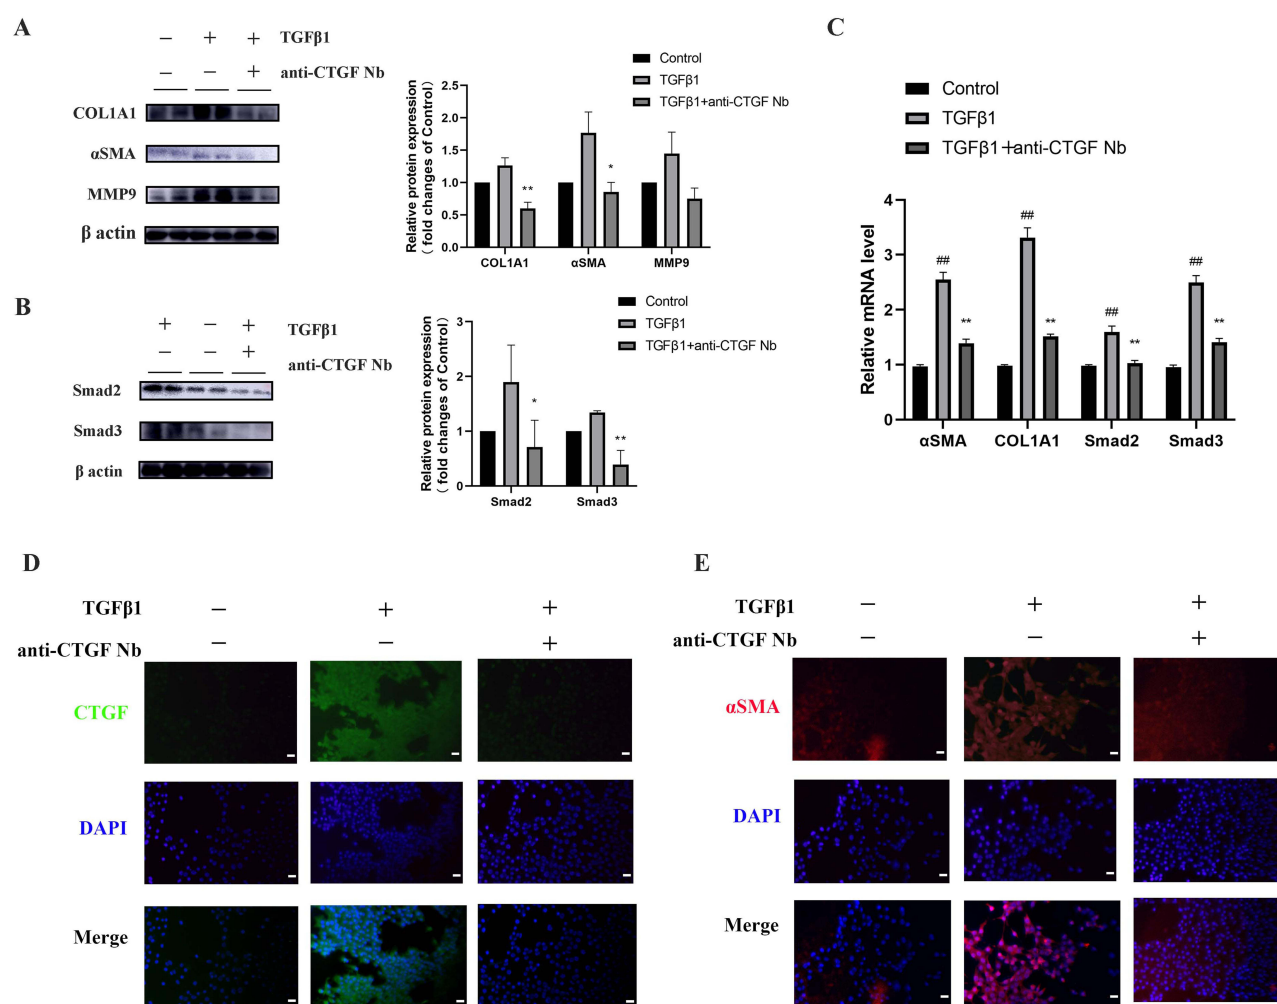 A
− + + TGFβ1
− − + anti-CTGF Nb
COL1A1
αSMA
MMP9
β actin
Control
TGFβ1
TGFβ1+anti-CTGF Nb
Relative protein expression
( fold changes of Control)
2.5
2.0
1.5
1.0
0.5
0.0
**
*
COL1A1 αSMA MMP9
B
+ − + TGFβ1
− − + anti-CTGF Nb
Smad2
Smad3
β actin
Control
TGFβ1
TGFβ1+anti-CTGF Nb
Relative protein expression
( fold changes of Control)
3
2
1
0
*
**
Smad2 Smad3
C
Control
TGFβ1
TGFβ1+anti-CTGF Nb
Relative mRNA level
4
3
2
1
0
## ** ## ** ## ** ## **
αSMA COL1A1 Smad2 Smad3
D
TGFβ1 − + +
anti-CTGF Nb − − +
CTGF
DAPI
Merge
E
TGFβ1 − + +
anti-CTGF Nb − − +
αSMA
DAPI
Merge